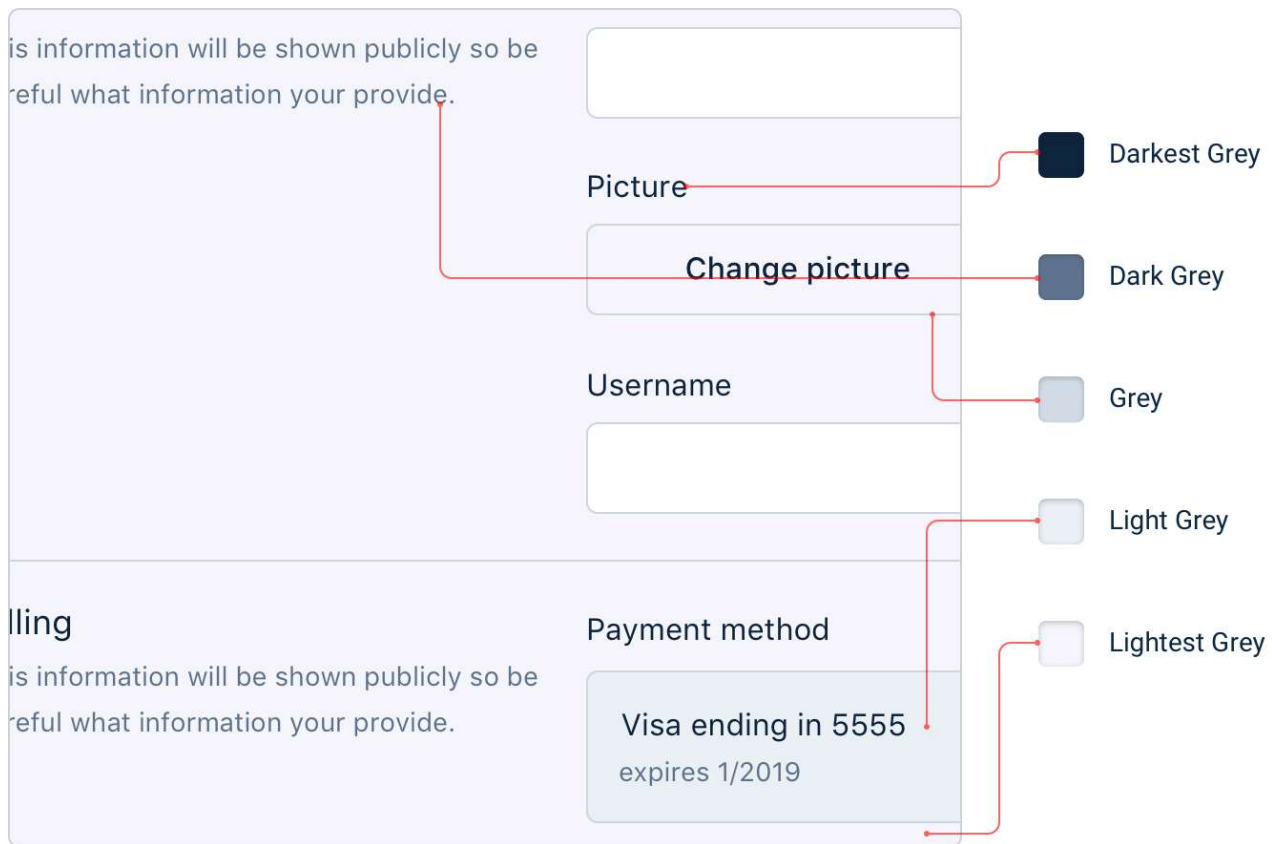 is information will be shown publicly so be
reful what information your provide.
Picture
Change picture
Username
lling
is information will be shown publicly so be
reful what information your provide.
Payment method
Visa ending in 5555
expires 1/2019
Darkest Grey
Dark Grey
Grey
Light Grey
Lightest Grey